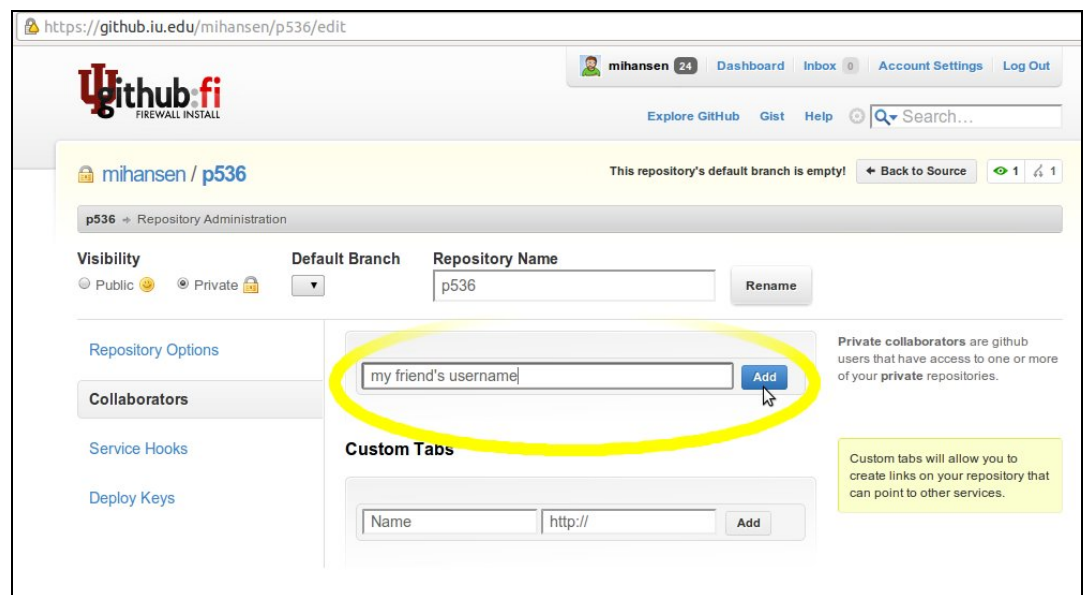 https://github.iu.edu/mihansen/p536/edit
mihansen 24 Dashboard Inbox 0 Account Settings Log Out
github:fi
FIREWALL INSTALL
Explore GitHub Gist Help Search...
mihansen / p536
This repository's default branch is empty! Back to Source 1 1
p536 Repository Administration
Visibility Default Branch Repository Name
Public Private p536 Rename
Repository Options
Collaborators
Service Hooks
Deploy Keys
my friend's username Add
Private collaborators are github
users that have access to one or more
of your private repositories.
Custom Tabs
Name http:// Add
Custom tabs will allow you to
create links on your repository that
can point to other services.